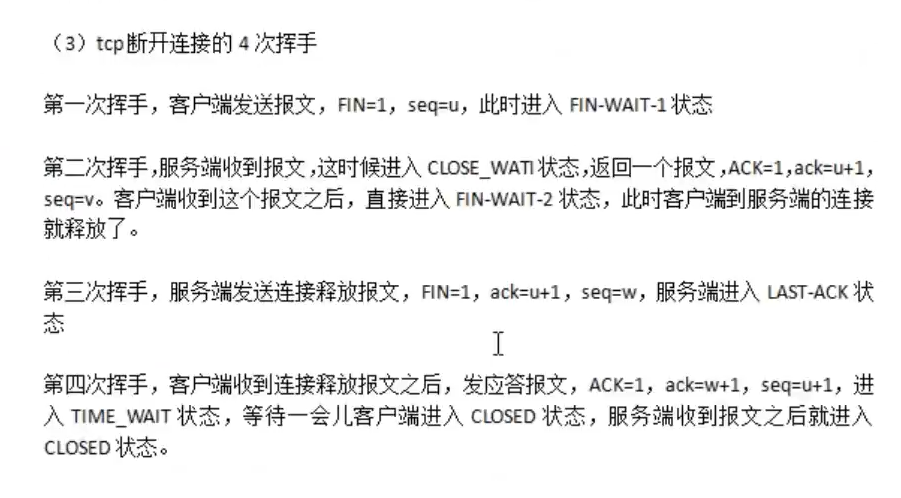 （3）tcp断开连接的 4 次挥手
第一次挥手，客户端发送报文，FIN=1，seq=u，此时进入 FIN-WAIT-1 状态
第二次挥手,服务端收到报文,这时候进入 CLOSE_WATI 状态,返回一个报文,ACK=1,ack=u+1,
seq=v。客户端收到这个报文之后，直接进入 FIN-WAIT-2 状态，此时客户端到服务端的连接
就释放了。
第三次挥手，服务端发送连接释放报文，FIN=1，ack=u+1，seq=w，服务端进入 LAST-ACK 状
态
第四次挥手，客户端收到连接释放报文之后，发应答报文，ACK=1，ack=w+1，seq=u+1，进
入 TIME_WAIT 状态，等待一会儿客户端进入 CLOSED 状态，服务端收到报文之后就进入
CLOSED 状态。